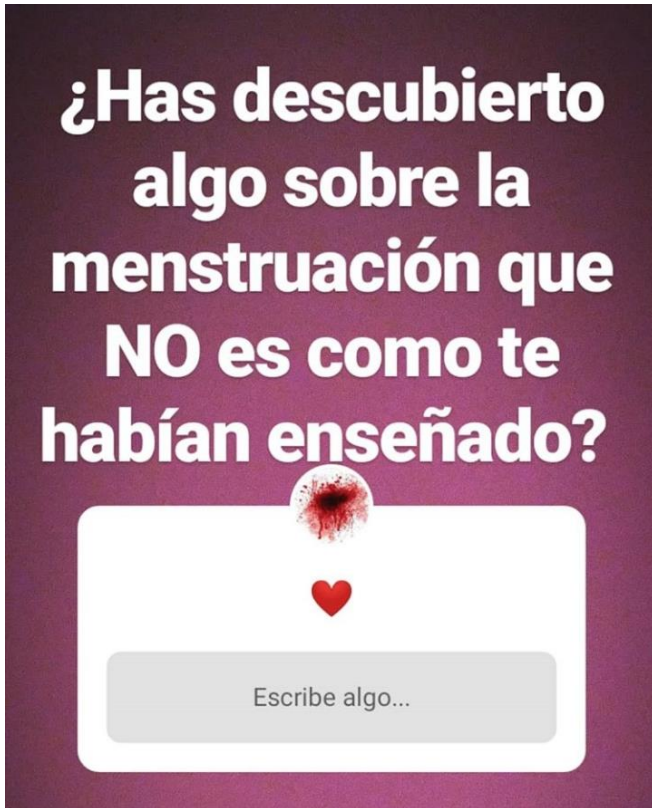 ¿Has descubierto
algo sobre la
menstruación que
NO es como te
habían enseñado?
❤️
Escribe algo...